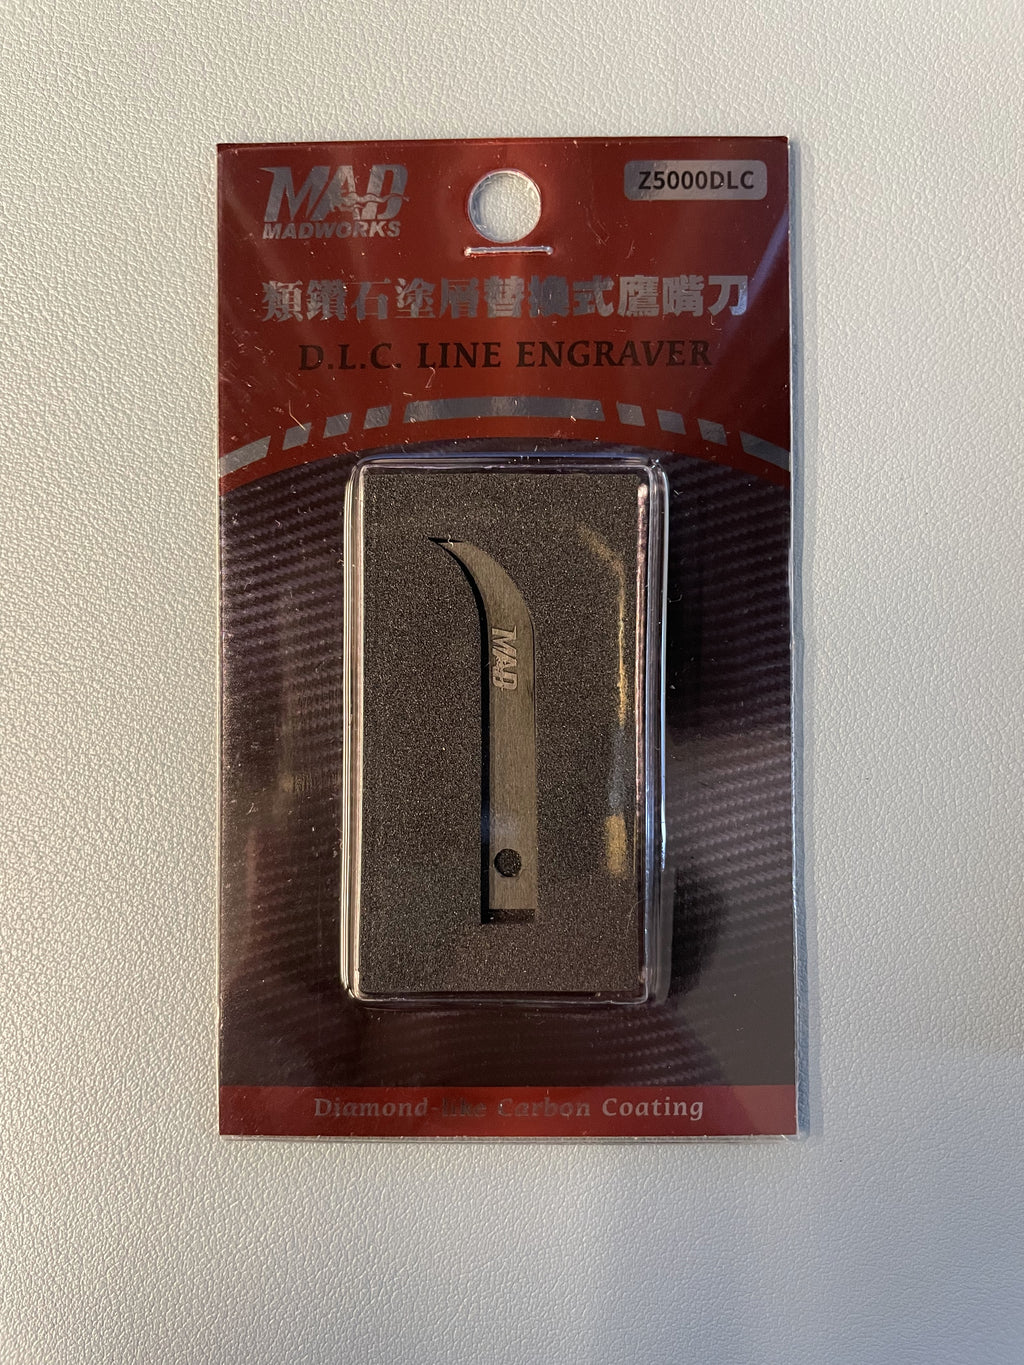 MAD
MADWORKS
Z5000DLC
類鑽石塗層替換式鷹嘴刀
D.L.C. LINE ENGRAVER
MAD
Diamond-like Carbon Coating